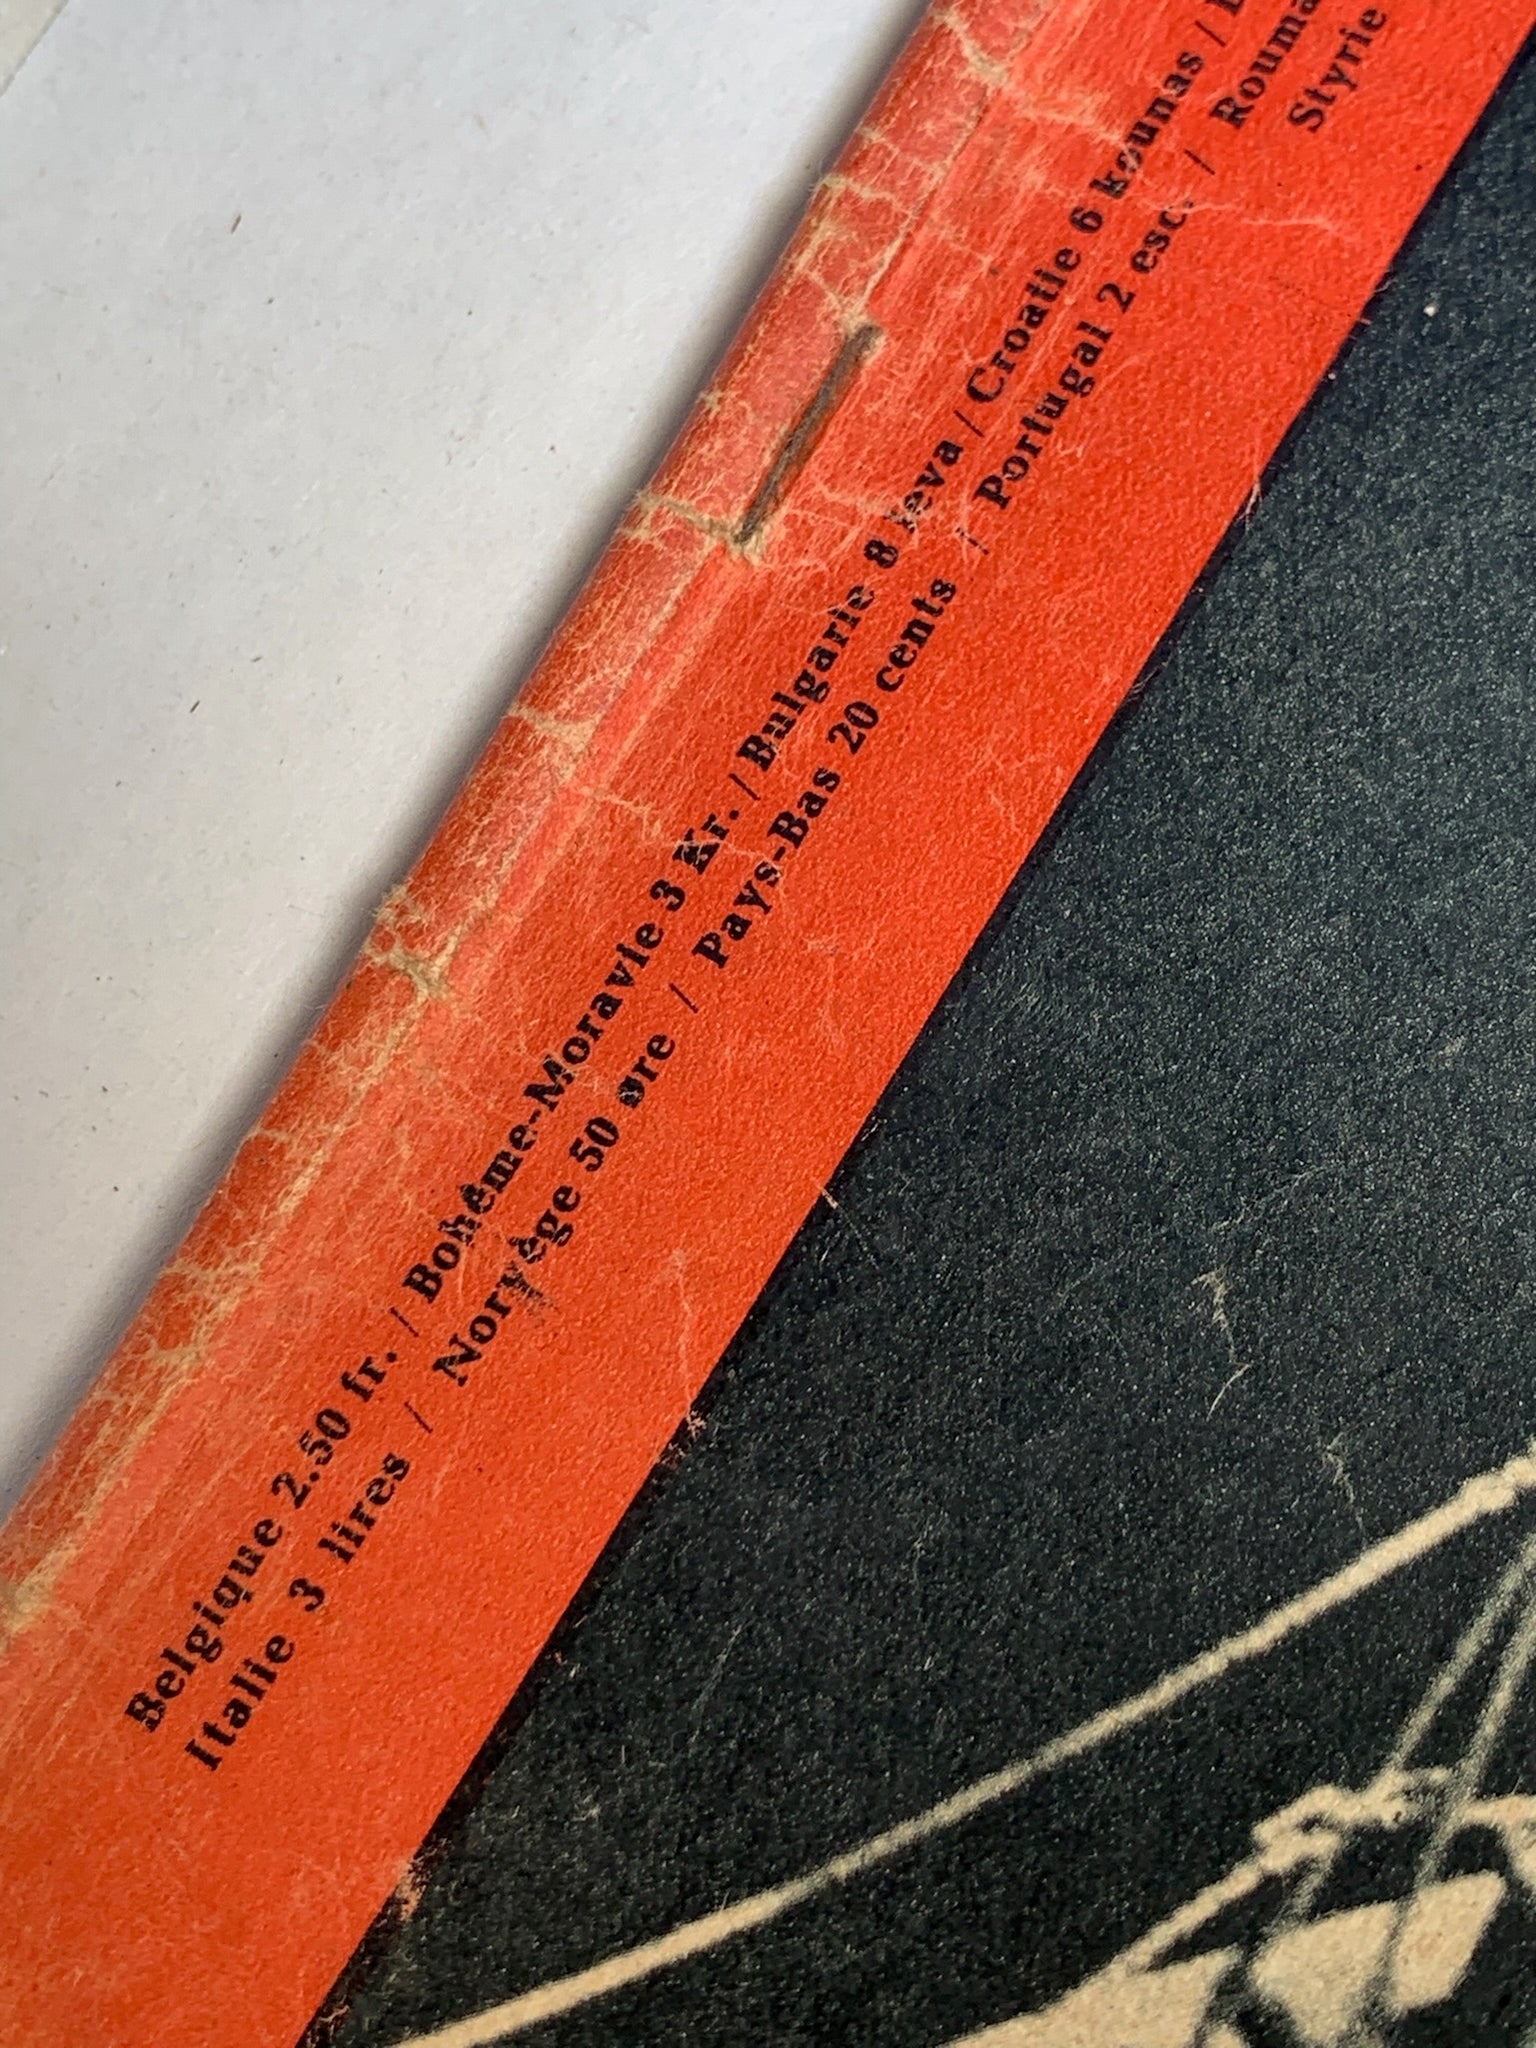 Belgique 2.50 fr. / Bohême-Moravie 3 Kr. / Bulgarie 8 leva / Croatie 6 kounas /
Italie 3 lires / Norvège 50 øre / Pays-Bas 20 cents / Portugal 2 esc. /
Styrie